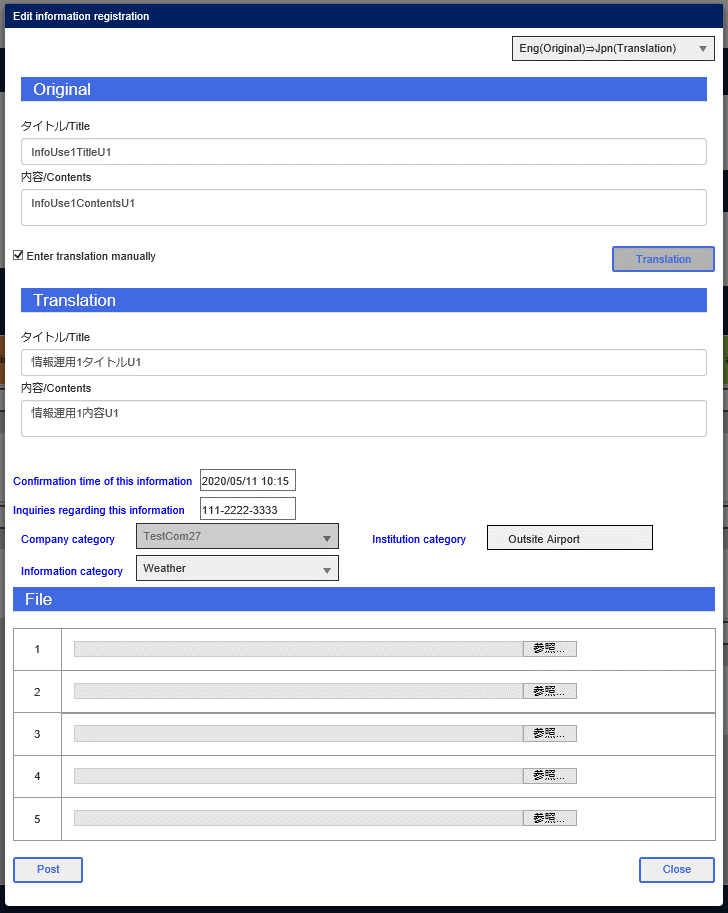 Edit information registration
Eng(Original)⇒Jpn(Translation)
Original
タイトル/Title
InfoUse1TitleU1
内容/Contents
InfoUse1ContentsU1
Enter translation manually
Translation
Translation
タイトル/Title
情報運用1タイトルU1
内容/Contents
情報運用1内容U1
Confirmation time of this information 2020/05/11 10:15
Inquiries regarding this information 111-2222-3333
Company category TestCom27 Institution category Outsite Airport
Information category Weather
File
1 参照...
2 参照...
3 参照...
4 参照...
5 参照...
Post Close